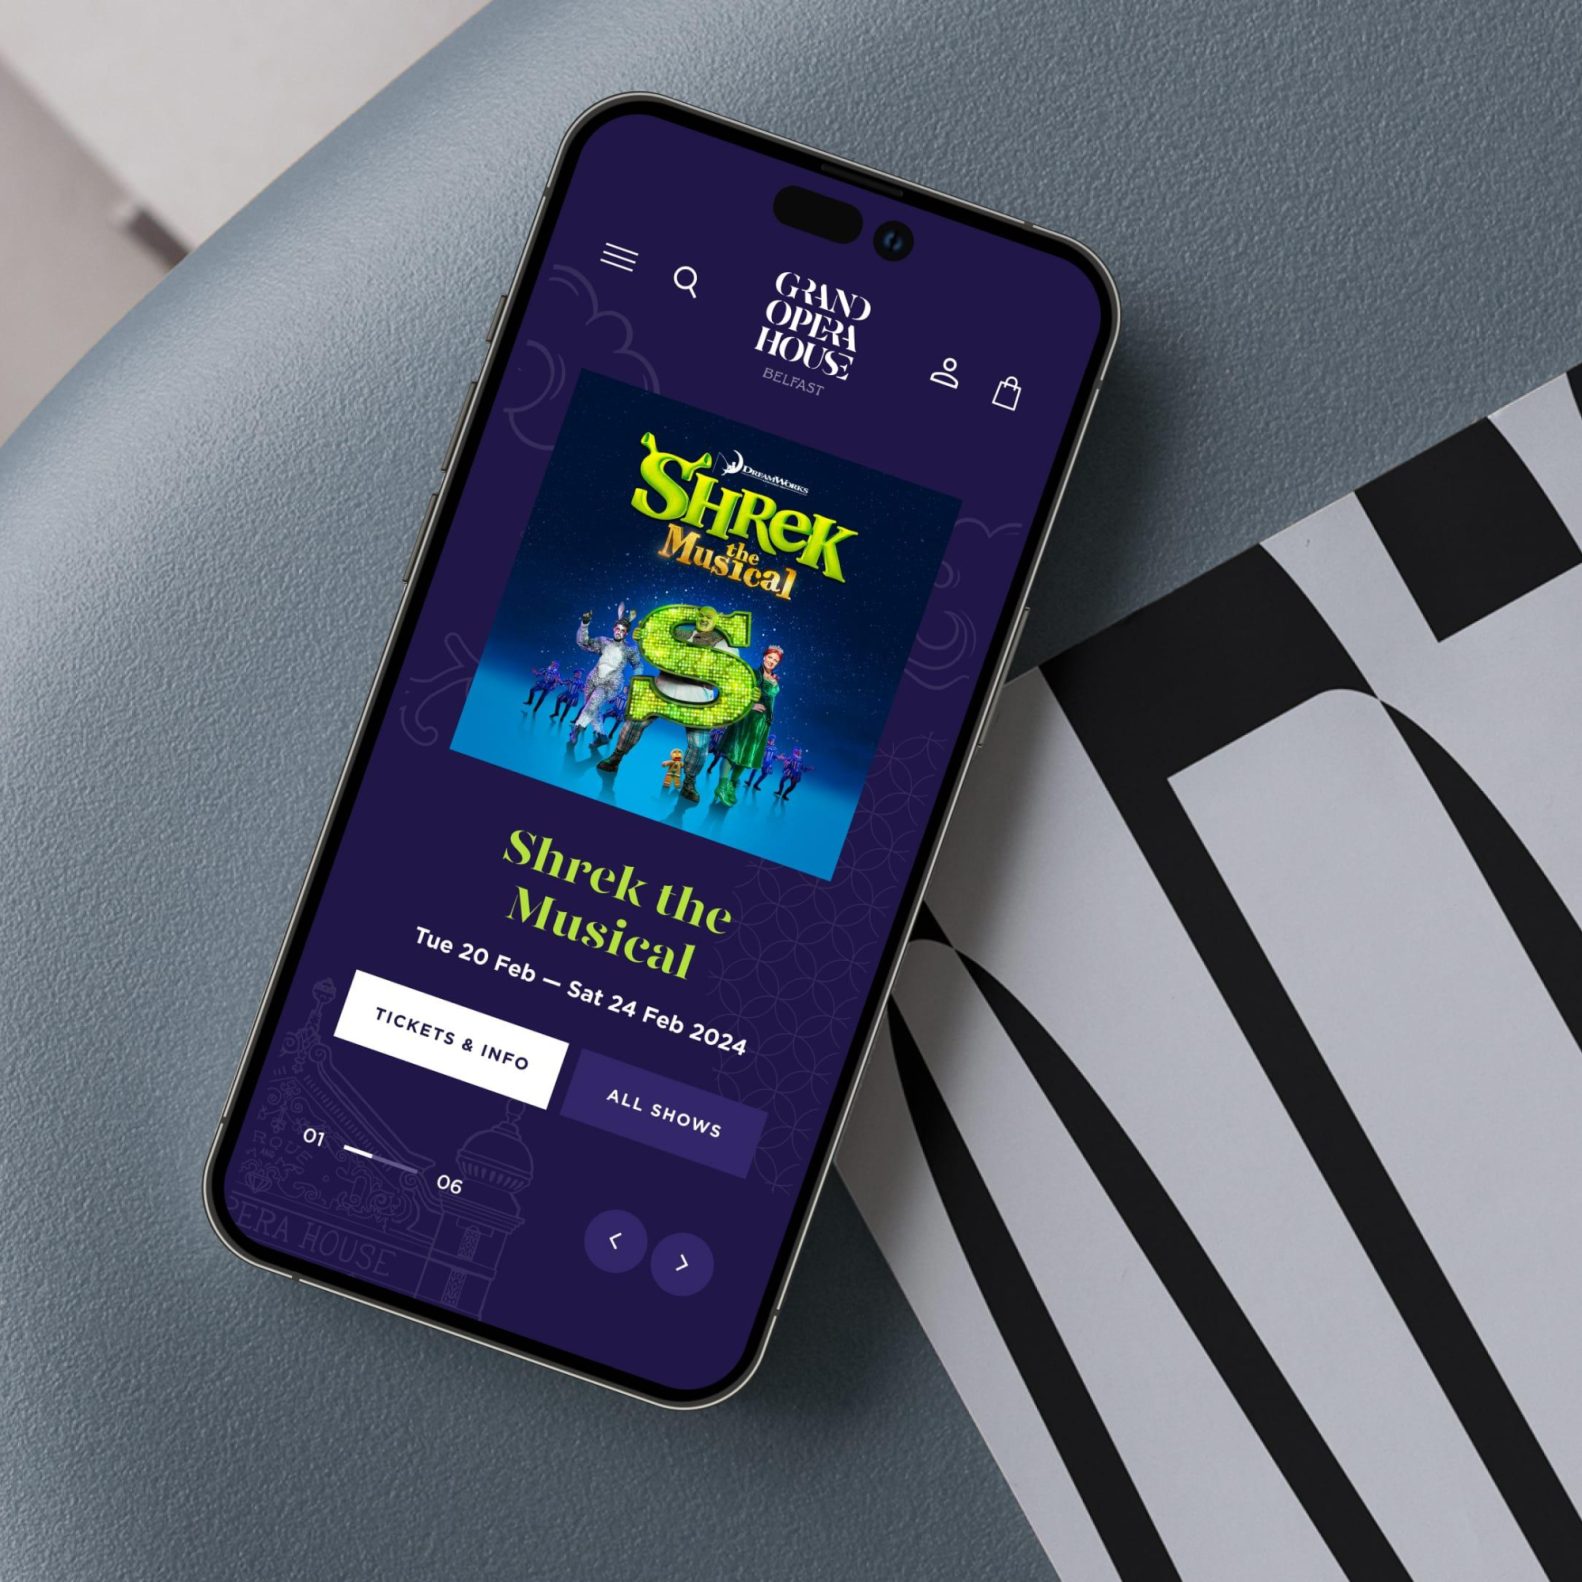 GRAND
OPERA
HOUSE
BELFAST
DREAMWORKS
SHREK
the
Musical
S
Shrek the
Musical
Tue 20 Feb — Sat 24 Feb 2024
TICKETS & INFO
ALL SHOWS
01
06
ERA HOUSE